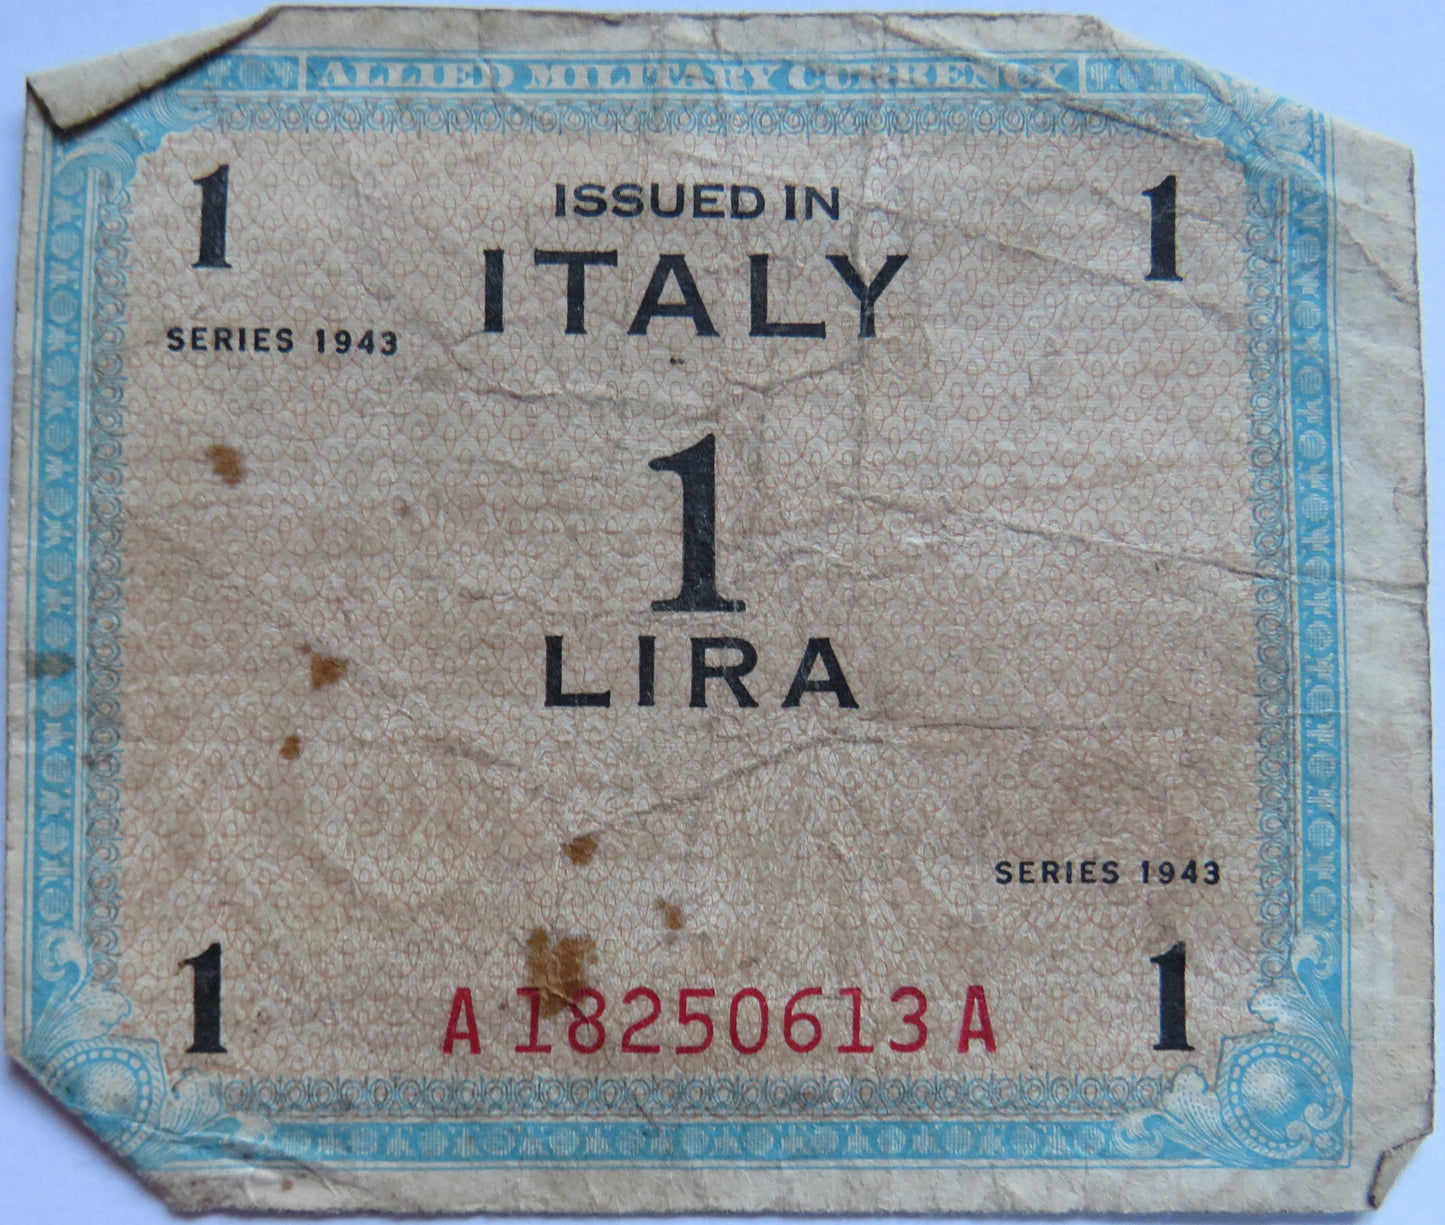 ALLIED MILITARY CURRENCY
1 1
ISSUED IN
ITALY
SERIES 1943
1
LIRA
SERIES 1943
1 1
A 18250613 A